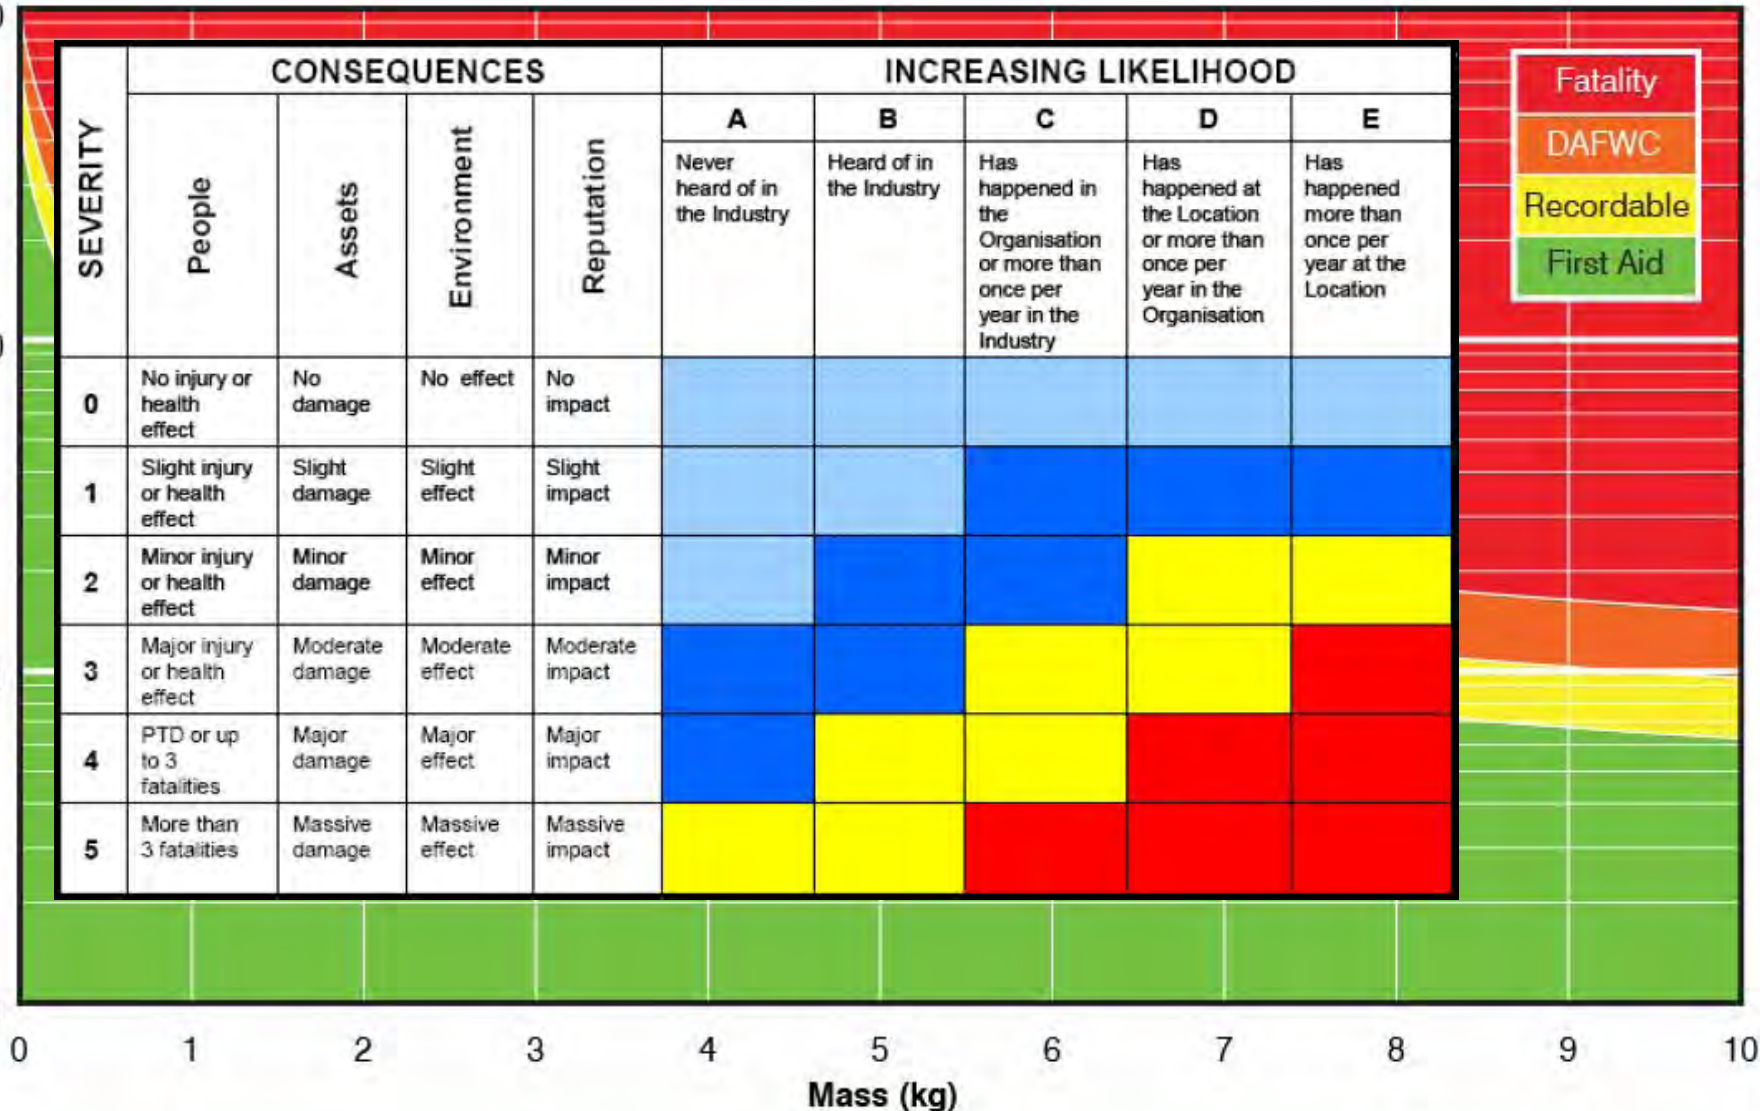 CONSEQUENCES
INCREASING LIKELIHOOD
SEVERITY
People
Assets
Environment
Reputation
A
B
C
D
E
Never
heard of in
the Industry
Heard of in
the Industry
Has
happened in
the
Organisation
or more than
once per
year in the
Industry
Has
happened at
the Location
or more than
once per
year in the
Organisation
Has
happened
more than
once per
year at the
Location
0
No injury or
health
effect
No
damage
No effect
No
impact
1
Slight injury
or health
effect
Slight
damage
Slight
effect
Slight
impact
2
Minor injury
or health
effect
Minor
damage
Minor
effect
Minor
impact
3
Major injury
or health
effect
Moderate
damage
Moderate
effect
Moderate
impact
4
PTD or up
to 3
fatalities
Major
damage
Major
effect
Major
impact
5
More than
3 fatalities
Massive
damage
Massive
effect
Massive
impact
Fatality
DAFWC
Recordable
First Aid
0 1 2 3 4 5 6 7 8 9 10
Mass (kg)